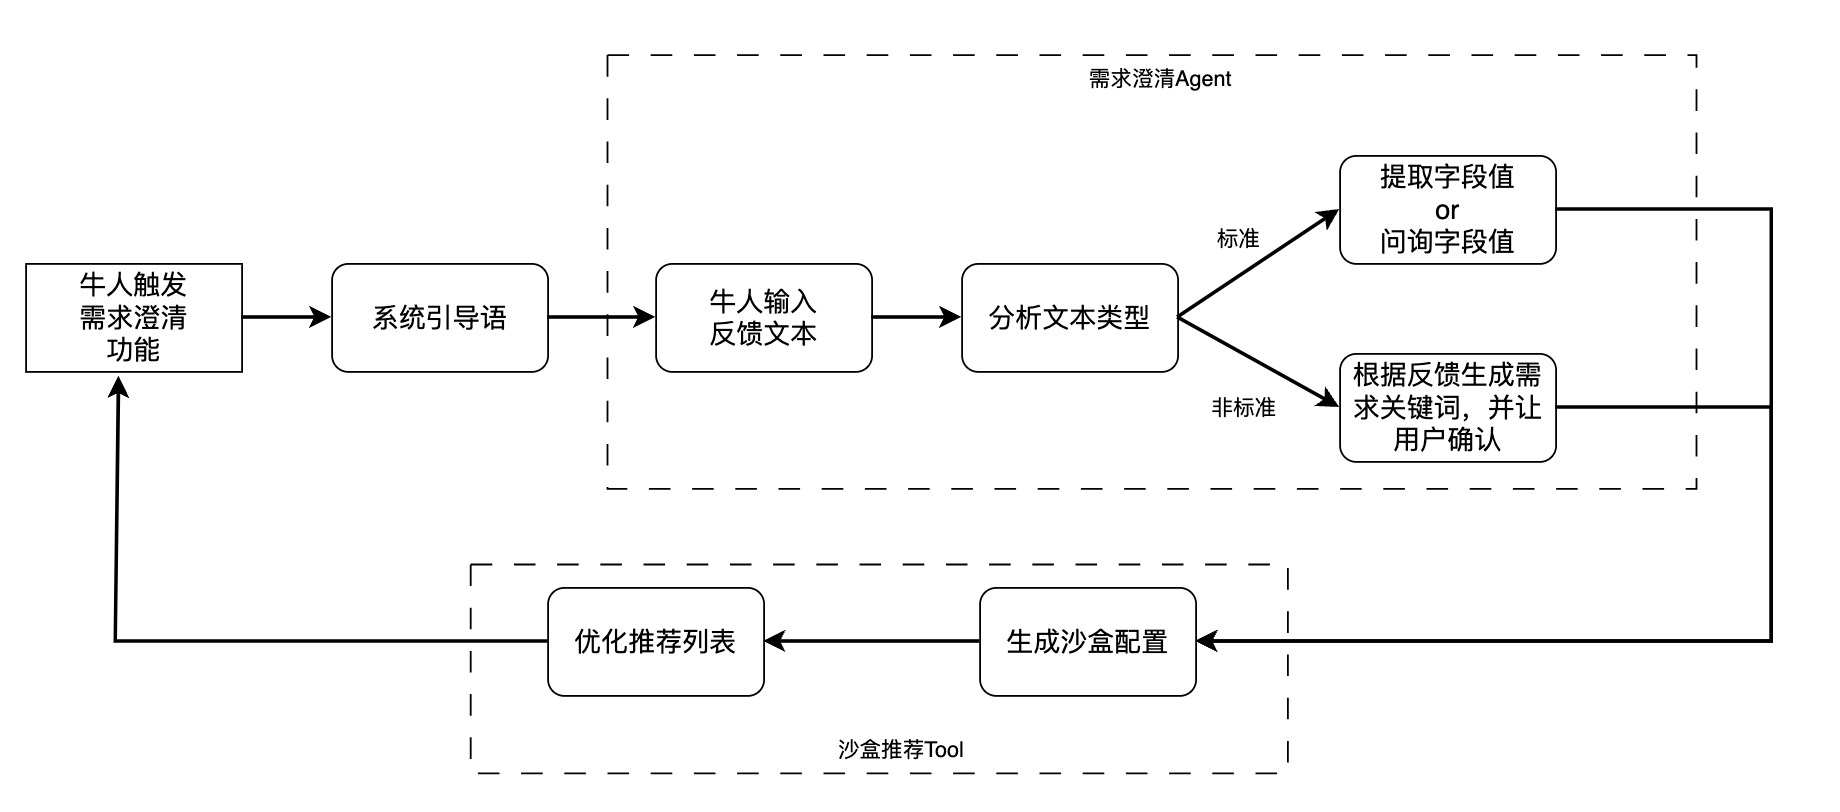 需求澄清Agent
牛人触发
需求澄清
功能
系统引导语
牛人输入
反馈文本
分析文本类型
标准
提取字段值
or
问询字段值
非标准
根据反馈生成需
求关键词，并让
用户确认
优化推荐列表
生成沙盒配置
沙盒推荐Tool